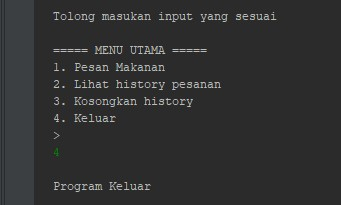 Tolong masukan input yang sesuai
===== MENU UTAMA =====
1. Pesan Makanan
2. Lihat history pesanan
3. Kosongkan history
4. Keluar
>
4
Program Keluar